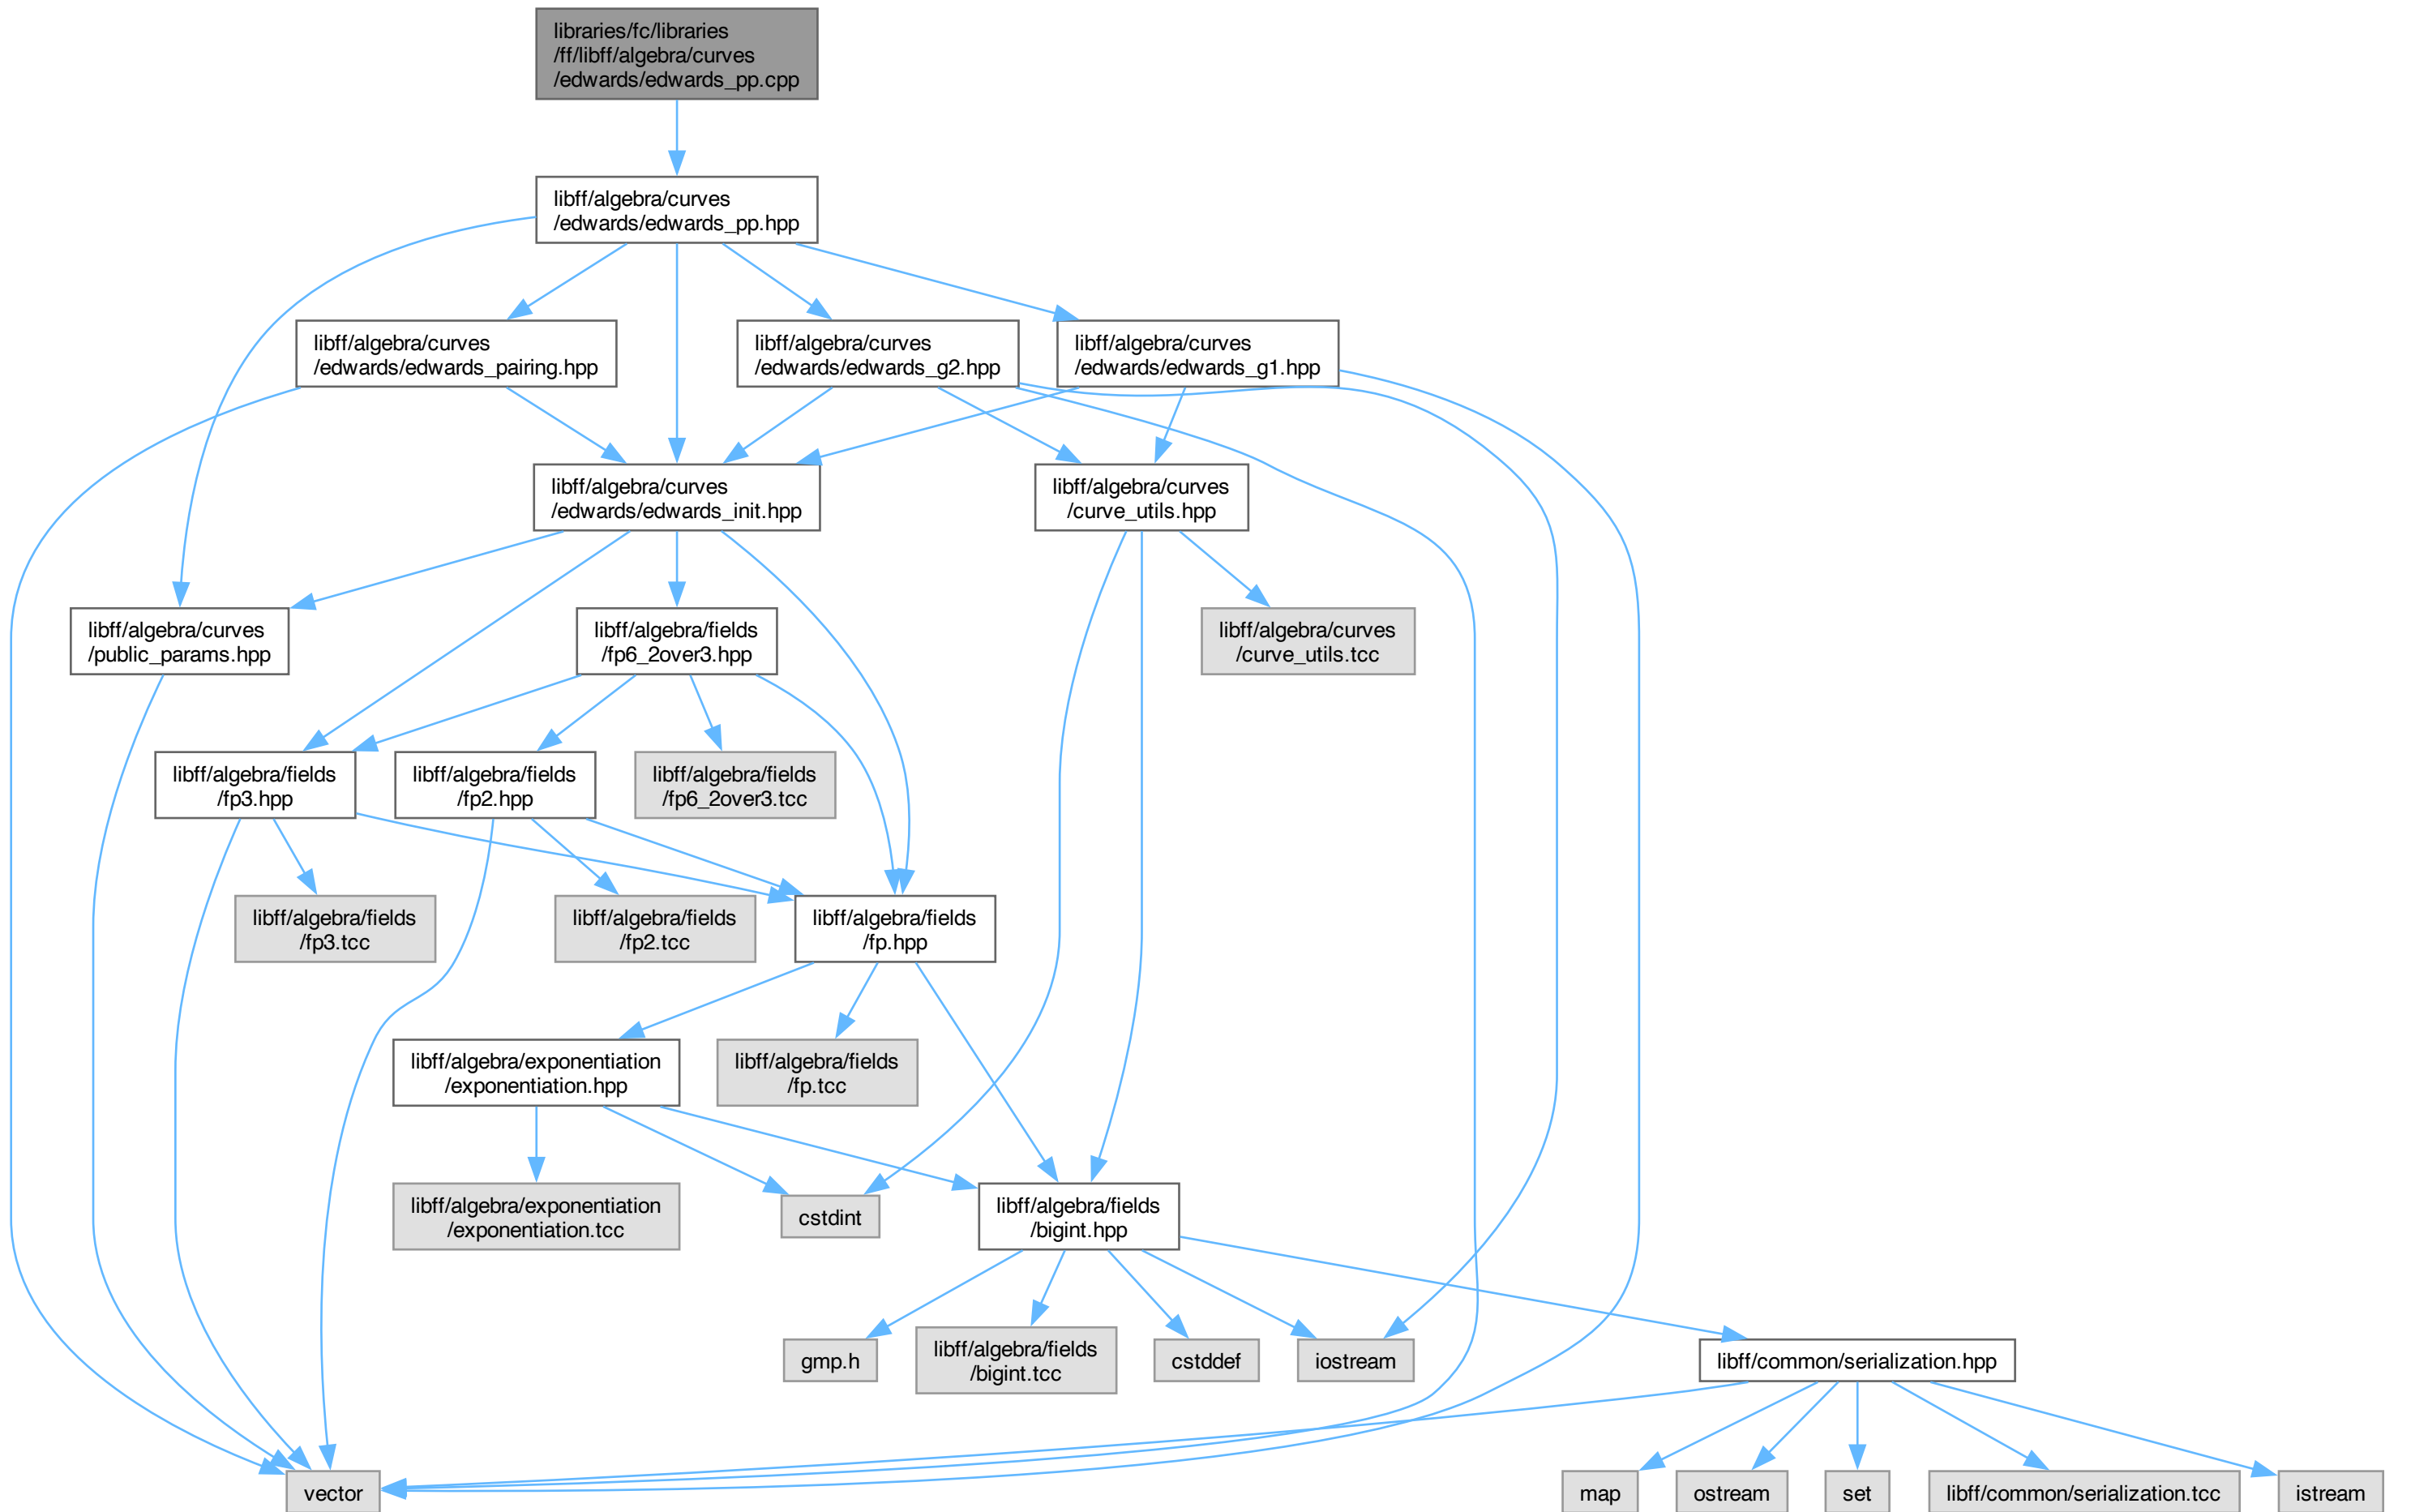 libraries/fc/libraries
/ff/libff/algebra/curves
/edwards/edwards_pp.cpp
libff/algebra/curves
/edwards/edwards_pp.hpp
libff/algebra/curves
/edwards/edwards_pairing.hpp
libff/algebra/curves
/edwards/edwards_g2.hpp
libff/algebra/curves
/edwards/edwards_g1.hpp
libff/algebra/curves
/edwards/edwards_init.hpp
libff/algebra/curves
/curve_utils.hpp
libff/algebra/curves
/public_params.hpp
libff/algebra/fields
/fp6_2over3.hpp
libff/algebra/curves
/curve_utils.tcc
libff/algebra/fields
/fp3.hpp
libff/algebra/fields
/fp2.hpp
libff/algebra/fields
/fp6_2over3.tcc
libff/algebra/fields
/fp3.tcc
libff/algebra/fields
/fp2.tcc
libff/algebra/fields
/fp.hpp
libff/algebra/exponentiation
/exponentiation.hpp
libff/algebra/fields
/fp.tcc
libff/algebra/exponentiation
/exponentiation.tcc
cstdint
libff/algebra/fields
/bigint.hpp
gmp.h
libff/algebra/fields
/bigint.tcc
cstddef
iostream
libff/common/serialization.hpp
vector
map
ostream
set
libff/common/serialization.tcc
istream